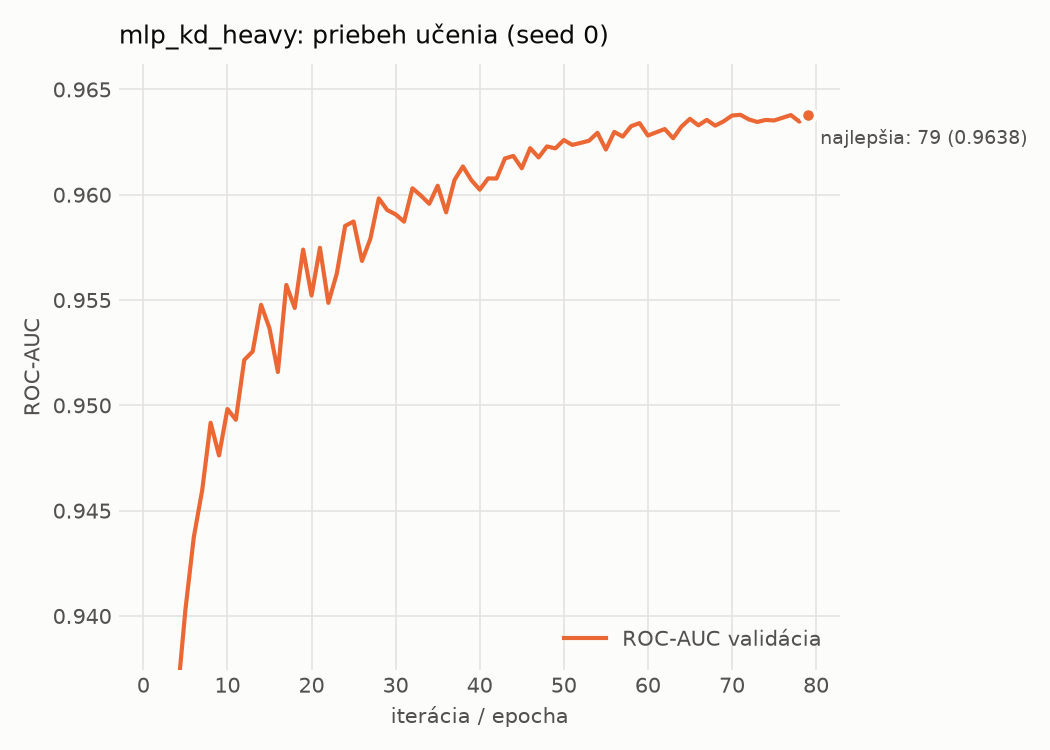 mlp_kd_heavy: priebeh učenia (seed 0)
0.965
0.960
0.955
0.950
0.945
0.940
ROC-AUC
najlepšia: 79 (0.9638)
ROC-AUC validácia
0 10 20 30 40 50 60 70 80
iterácia / epocha